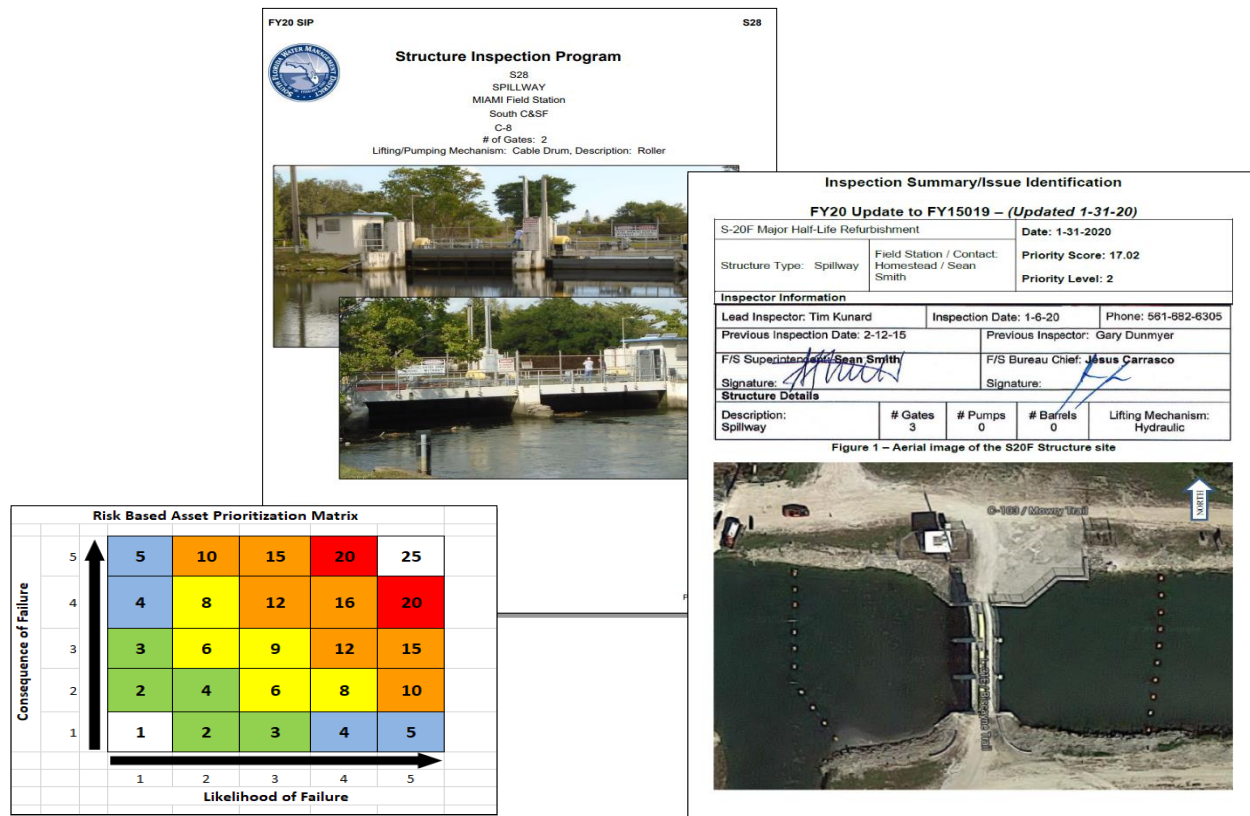 FY20 SIP
S28
SOUTH FLORIDA WATER MANAGEMENT DISTRICT
Structure Inspection Program
S28
SPILLWAY
MIAMI Field Station
South C&SF
C-8
# of Gates: 2
Lifting/Pumping Mechanism: Cable Drum, Description: Roller
Inspection Summary/Issue Identification
FY20 Update to FY15019 – (Updated 1-31-20)
S-20F Major Half-Life Refurbishment
Date: 1-31-2020
Structure Type: Spillway
Field Station / Contact:
Homestead / Sean
Smith
Priority Score: 17.02
Priority Level: 2
Inspector Information
Lead Inspector: Tim Kunard
Inspection Date: 1-6-20
Phone: 561-682-6305
Previous Inspection Date: 2-12-15
Previous Inspector: Gary Dunmyer
F/S Superintendent: Sean Smith
F/S Bureau Chief: Jesus Carrasco
Signature:
Signature:
Structure Details
Description:
Spillway
# Gates
3
# Pumps
0
# Barrels
0
Lifting Mechanism:
Hydraulic
Figure 1 – Aerial image of the S20F Structure site
NORTH
C-103 / Mowry Trail
Risk Based Asset Prioritization Matrix
Consequence of Failure
5 5 10 15 20 25
4 4 8 12 16 20
3 3 6 9 12 15
2 2 4 6 8 10
1 1 2 3 4 5
1 2 3 4 5
Likelihood of Failure